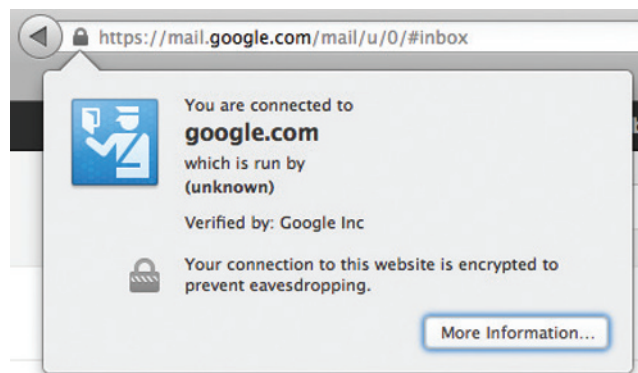 https://mail.google.com/mail/u/0/#inbox
You are connected to
google.com
which is run by
(unknown)
Verified by: Google Inc
Your connection to this website is encrypted to
prevent eavesdropping.
More Information...